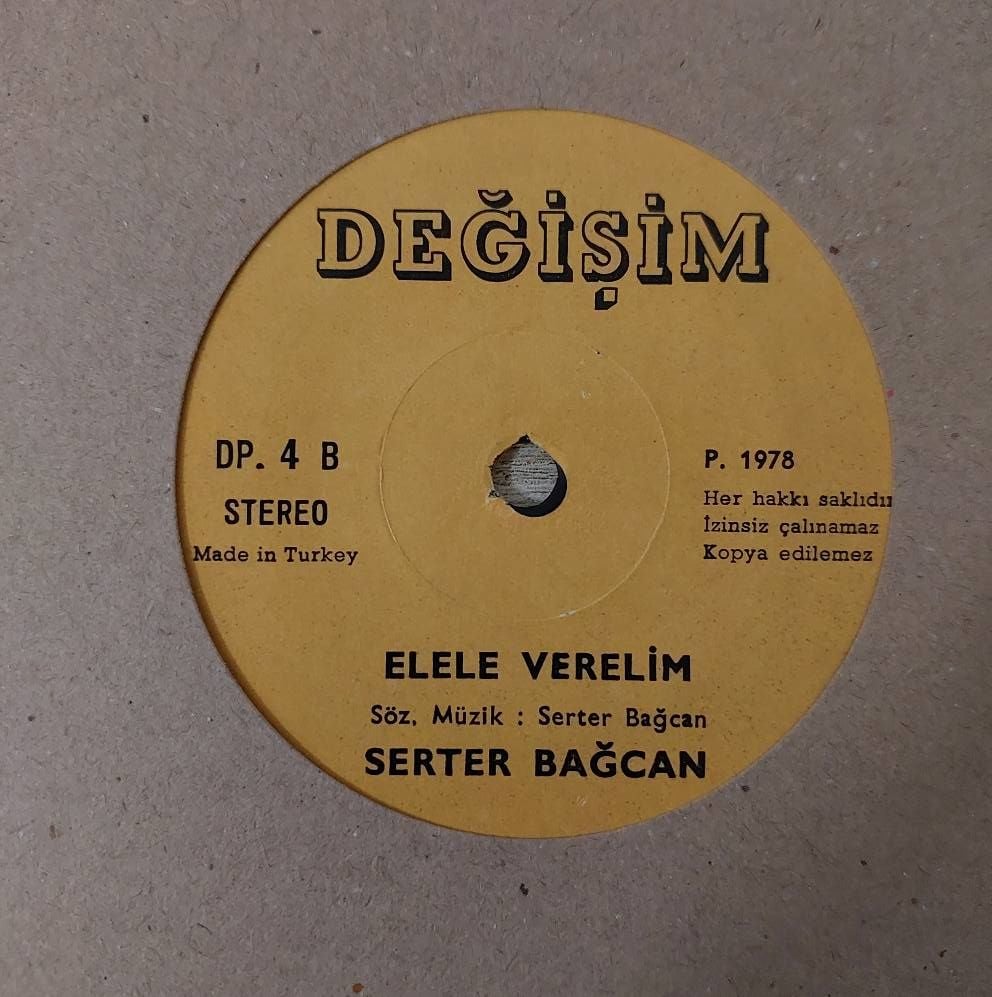 DEĞİŞİM
DP. 4 B
STEREO
Made in Turkey
P. 1978
Her hakkı saklıdır
İzinsiz çalınamaz
Kopya edilemez
ELELE VERELİM
Söz, Müzik : Serter Bağcan
SERTER BAĞCAN